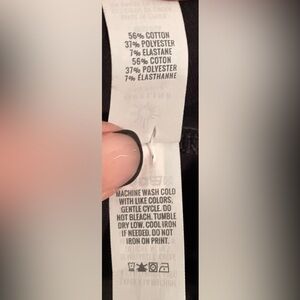 56% COTTON
37% POLYESTER
7% ELASTANE
56% COTON
37% POLYESTER
7% ÉLASTHANNE
MACHINE WASH COLD
WITH LIKE COLORS,
GENTLE CYCLE. DO
NOT BLEACH. TUMBLE
DRY LOW. COOL IRON
IF NEEDED. DO NOT
IRON ON PRINT.